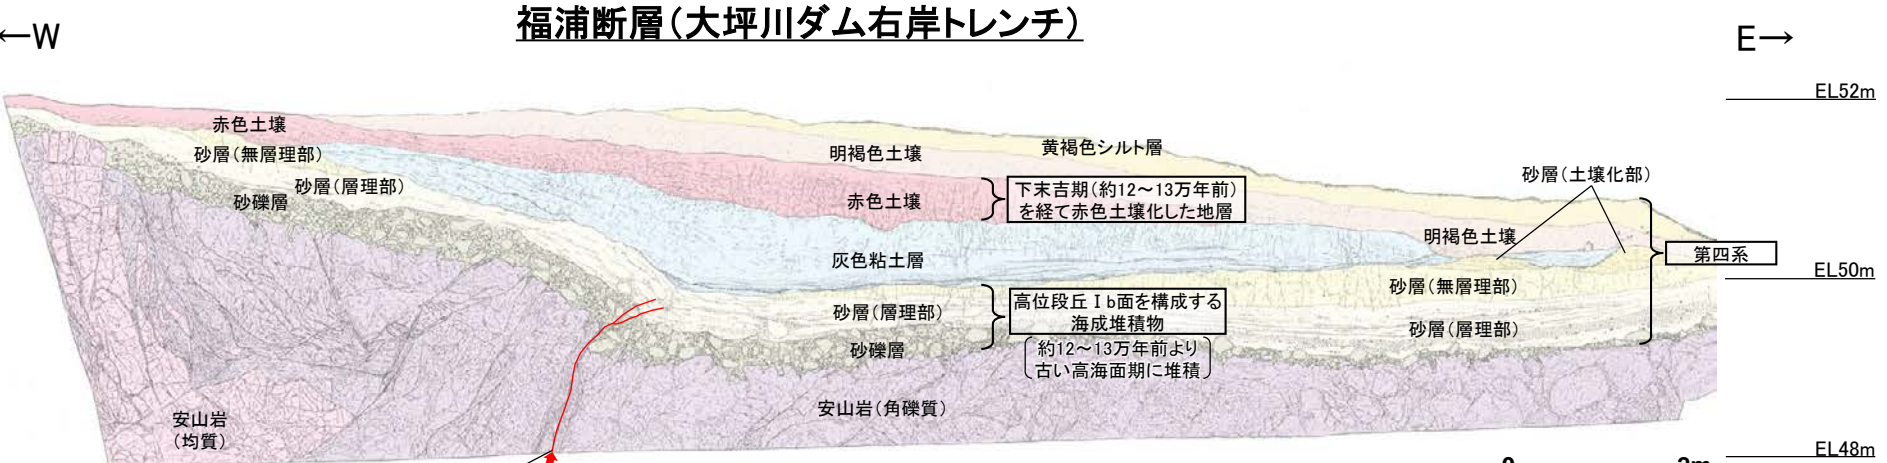 福浦断層(大坪川ダム右岸トレンチ)
←W
E→
EL52m
赤色土壌
砂層(無層理部)
明褐色土壌
黄褐色シルト層
砂層(土壌化部)
砂層(層理部)
砂礫層
赤色土壌
下末吉期(約12～13万年前)
を経て赤色土壌化した地層
明褐色土壌
第四系
灰色粘土層
EL50m
砂層(無層理部)
砂層(層理部)
高位段丘Ⅰb面を構成する
海成堆積物
砂層(層理部)
砂礫層
約12～13万年前より
古い高海面期に堆積
安山岩
(均質)
安山岩(角礫質)
EL48m